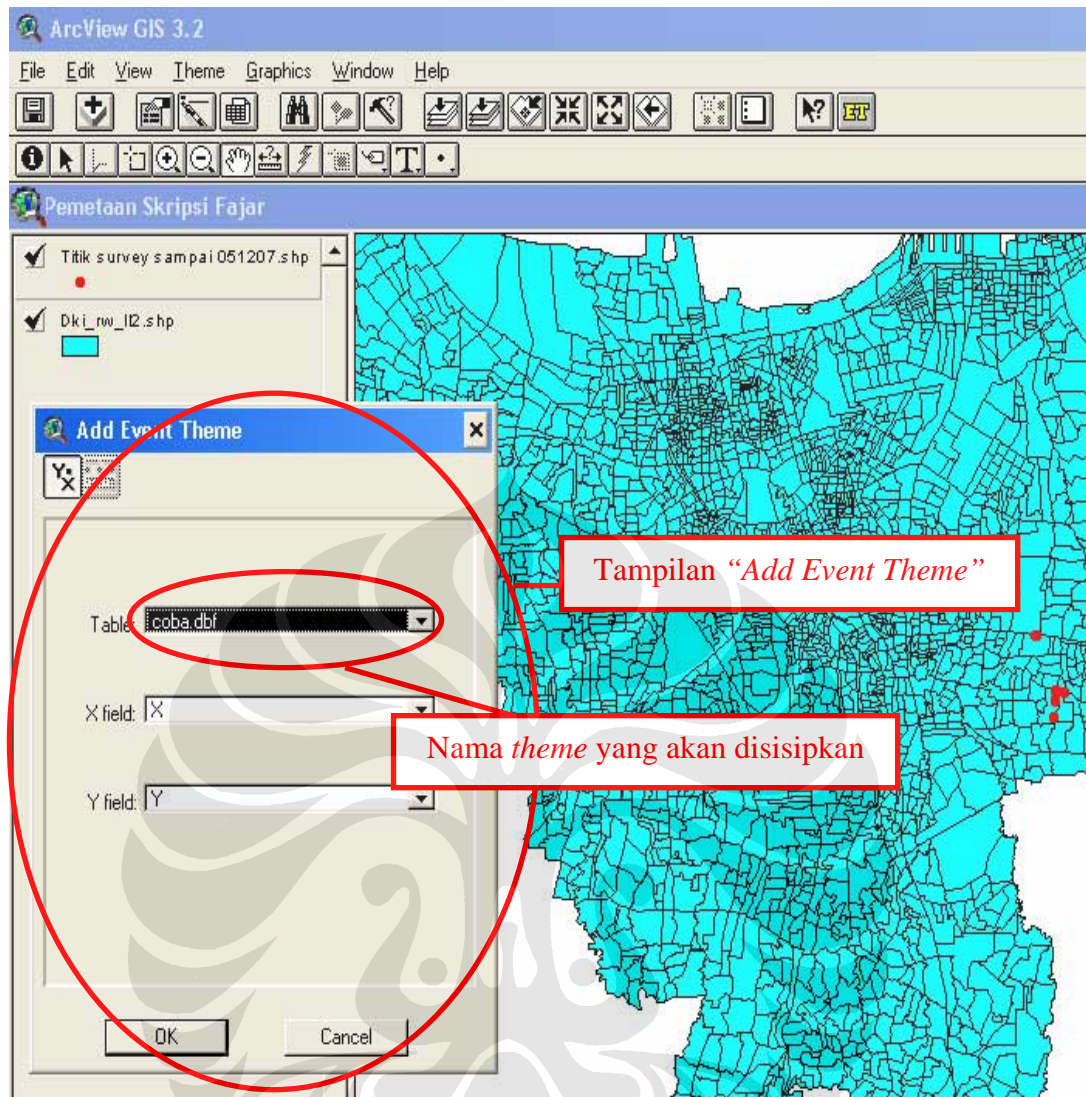 ArcView GIS 3.2
File Edit View Theme Graphics Window Help
ET
T
Pemetaan Skripsi Fajar
Titik survey sampai 051207.shp
Dki_rw_ll2.shp
Add Event Theme
Y X
Tampilan “Add Event Theme”
Table: coba.dbf
X field: X
Nama theme yang akan disisipkan
Y field: Y
OK Cancel